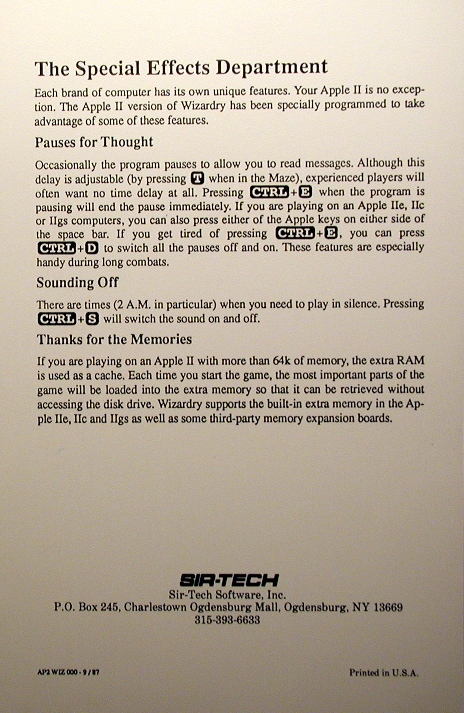 The Special Effects Department
Each brand of computer has its own unique features. Your Apple II is no excep-
tion. The Apple II version of Wizardry has been specially programmed to take
advantage of some of these features.
Pauses for Thought
Occasionally the program pauses to allow you to read messages. Although this
delay is adjustable (by pressing T when in the Maze), experienced players will
often want no time delay at all. Pressing CTRL+E when the program is
pausing will end the pause immediately. If you are playing on an Apple IIe, IIc
or IIgs computers, you can also press either of the Apple keys on either side of
the space bar. If you get tired of pressing CTRL+E, you can press
CTRL+D to switch all the pauses off and on. These features are especially
handy during long combats.
Sounding Off
There are times (2 A.M. in particular) when you need to play in silence. Pressing
CTRL+S will switch the sound on and off.
Thanks for the Memories
If you are playing on an Apple II with more than 64k of memory, the extra RAM
is used as a cache. Each time you start the game, the most important parts of the
game will be loaded into the extra memory so that it can be retrieved without
accessing the disk drive. Wizardry supports the built-in extra memory in the Ap-
ple IIe, IIc and IIgs as well as some third-party memory expansion boards.
SIR-TECH
Sir-Tech Software, Inc.
P.O. Box 245, Charlestown Ogdensburg Mall, Ogdensburg, NY 13669
315-393-6633
AP2 WIZ 000 - 9 / 87
Printed in U.S.A.